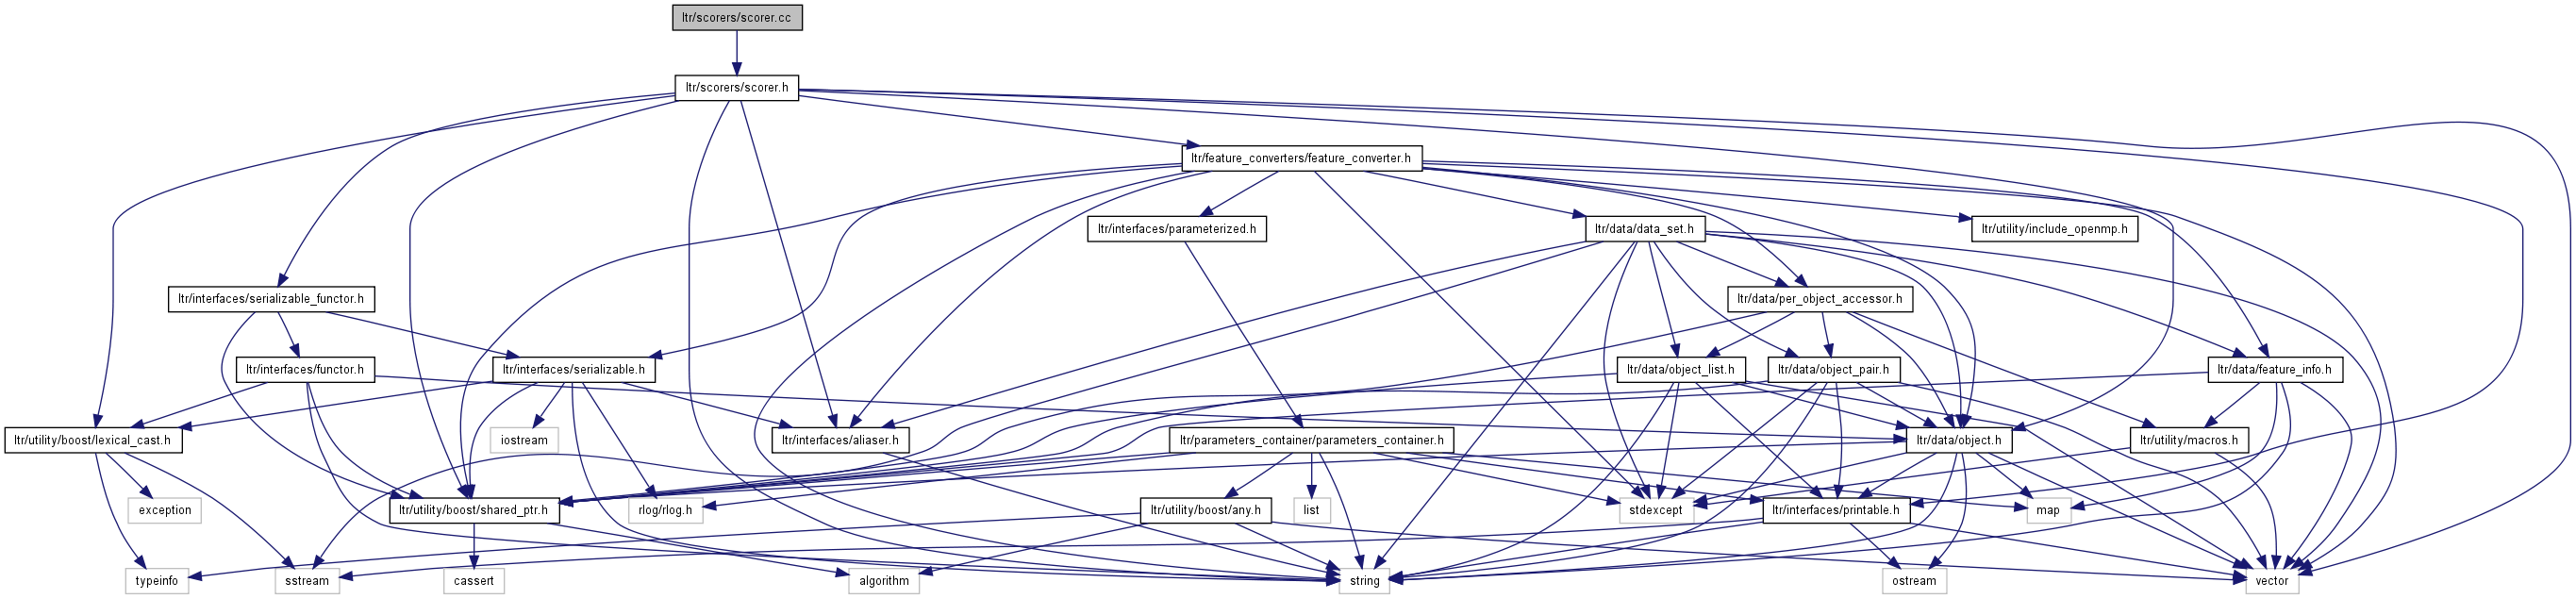 ltr/scorers/scorer.cc
ltr/scorers/scorer.h
ltr/feature_converters/feature_converter.h
ltr/interfaces/parameterized.h
ltr/data/data_set.h
ltr/utility/include_openmp.h
ltr/interfaces/serializable_functor.h
ltr/data/per_object_accessor.h
ltr/interfaces/functor.h
ltr/interfaces/serializable.h
ltr/data/object_list.h
ltr/data/object_pair.h
ltr/data/feature_info.h
ltr/utility/boost/lexical_cast.h
iostream
ltr/interfaces/aliaser.h
ltr/parameters_container/parameters_container.h
ltr/data/object.h
ltr/utility/macros.h
exception
ltr/utility/boost/shared_ptr.h
rlog/rlog.h
ltr/utility/boost/any.h
list
stdexcept
ltr/interfaces/printable.h
map
typeinfo
sstream
cassert
algorithm
string
ostream
vector